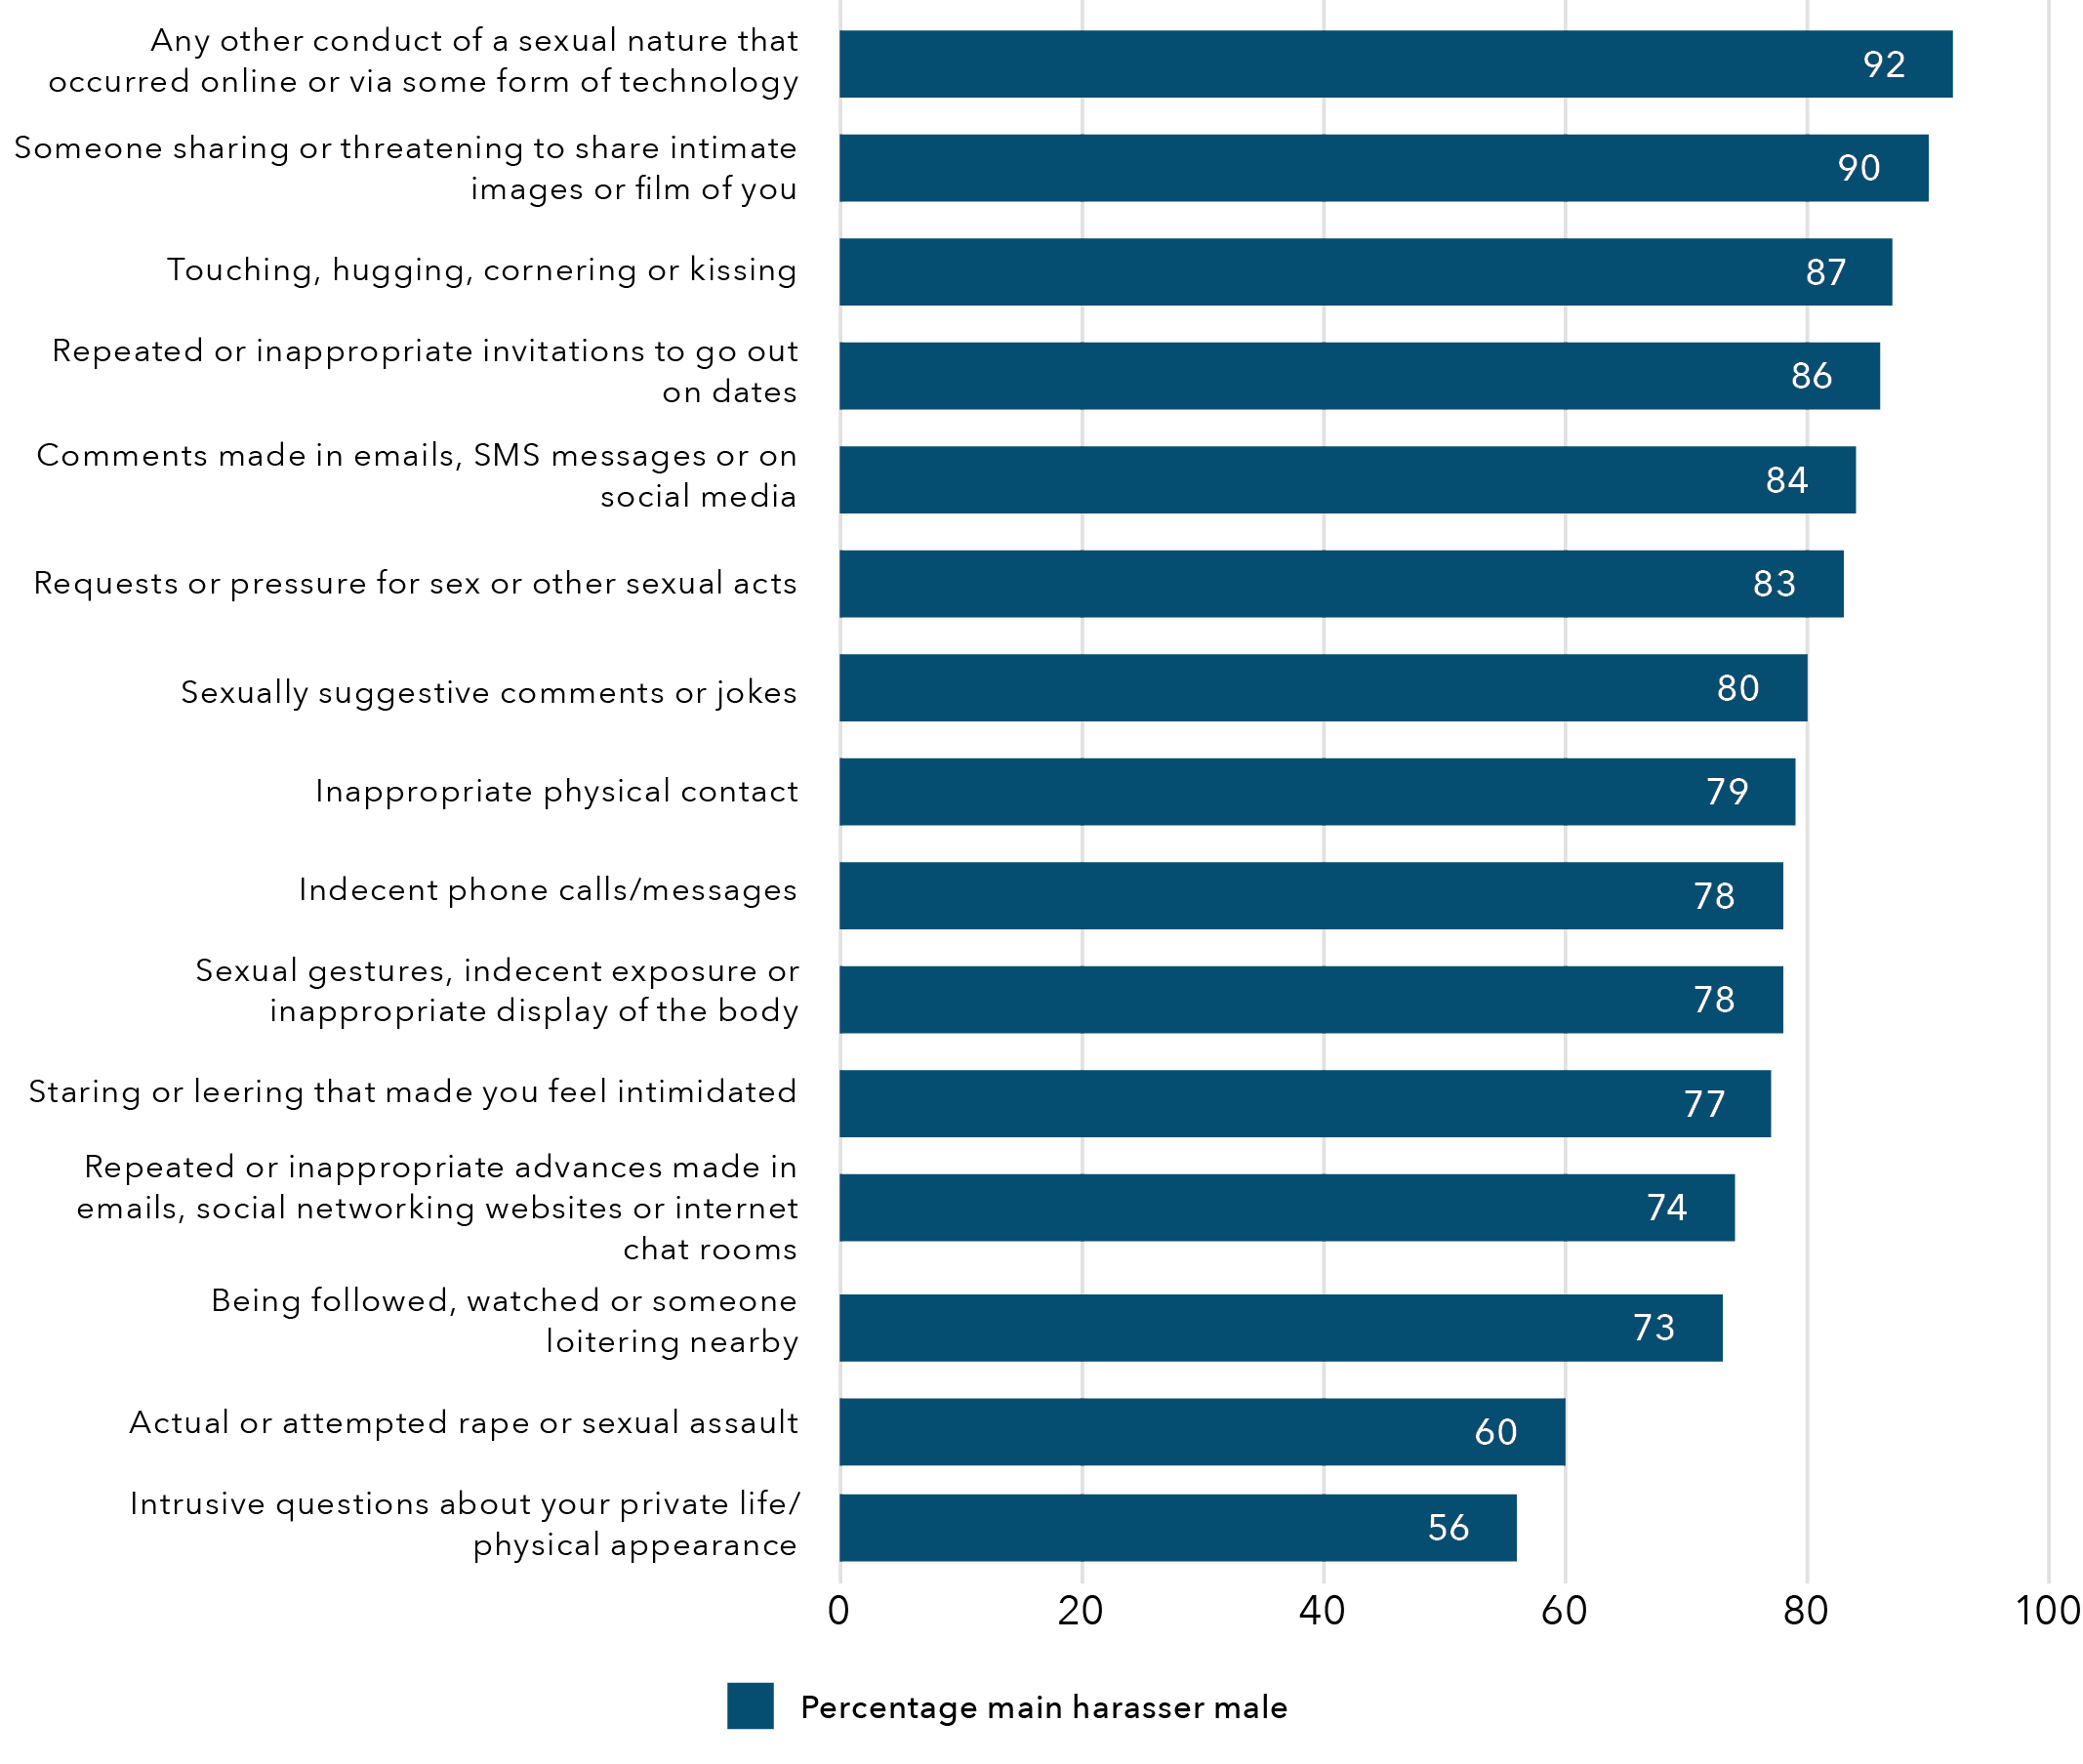 Any other conduct of a sexual nature that
occurred online or via some form of technology
92
Someone sharing or threatening to share intimate
images or film of you
90
Touching, hugging, cornering or kissing
87
Repeated or inappropriate invitations to go out
on dates
86
Comments made in emails, SMS messages or on
social media
84
Requests or pressure for sex or other sexual acts
83
Sexually suggestive comments or jokes
80
Inappropriate physical contact
79
Indecent phone calls/messages
78
Sexual gestures, indecent exposure or
inappropriate display of the body
78
Staring or leering that made you feel intimidated
77
Repeated or inappropriate advances made in
emails, social networking websites or internet
chat rooms
74
Being followed, watched or someone
loitering nearby
73
Actual or attempted rape or sexual assault
60
Intrusive questions about your private life/
physical appearance
56
0 20 40 60 80 100
Percentage main harasser male